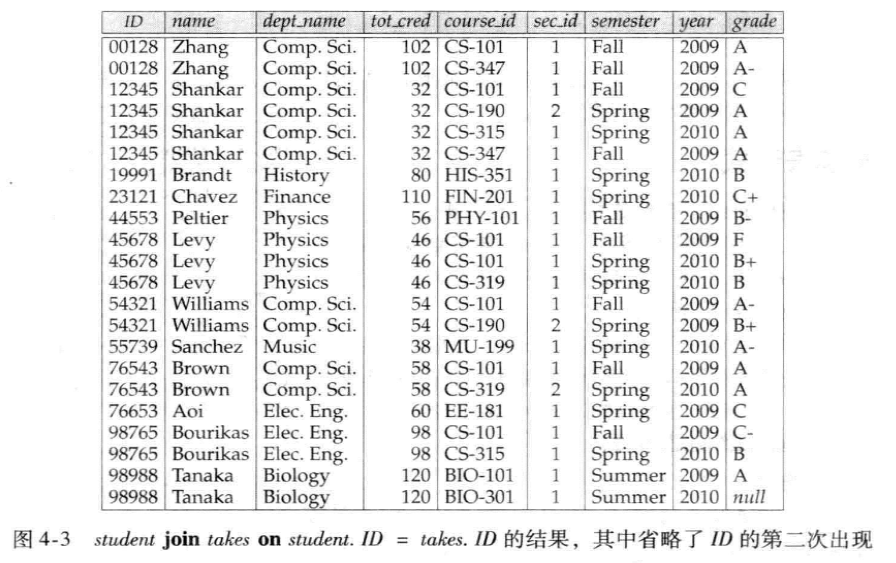 ID name dept_name tot_cred course_id sec_id semester year grade
00128 Zhang Comp. Sci. 102 CS-101 1 Fall 2009 A
00128 Zhang Comp. Sci. 102 CS-347 1 Fall 2009 A-
12345 Shankar Comp. Sci. 32 CS-101 1 Fall 2009 C
12345 Shankar Comp. Sci. 32 CS-190 2 Spring 2009 A
12345 Shankar Comp. Sci. 32 CS-315 1 Spring 2010 A
12345 Shankar Comp. Sci. 32 CS-347 1 Fall 2009 A
19991 Brandt History 80 HIS-351 1 Spring 2010 B
23121 Chavez Finance 110 FIN-201 1 Spring 2010 C+
44553 Peltier Physics 56 PHY-101 1 Fall 2009 B-
45678 Levy Physics 46 CS-101 1 Fall 2009 F
45678 Levy Physics 46 CS-101 1 Spring 2010 B+
45678 Levy Physics 46 CS-319 1 Spring 2010 B
54321 Williams Comp. Sci. 54 CS-101 1 Fall 2009 A-
54321 Williams Comp. Sci. 54 CS-190 2 Spring 2009 B+
55739 Sanchez Music 38 MU-199 1 Spring 2010 A-
76543 Brown Comp. Sci. 58 CS-101 1 Fall 2009 A
76543 Brown Comp. Sci. 58 CS-319 2 Spring 2010 A
76653 Aoi Elec. Eng. 60 EE-181 1 Spring 2009 C
98765 Bourikas Elec. Eng. 98 CS-101 1 Fall 2009 C-
98765 Bourikas Elec. Eng. 98 CS-315 1 Spring 2010 B
98988 Tanaka Biology 120 BIO-101 1 Summer 2009 A
98988 Tanaka Biology 120 BIO-301 1 Summer 2010 null
图 4-3 student join takes on student. ID = takes. ID 的结果，其中省略了 ID 的第二次出现